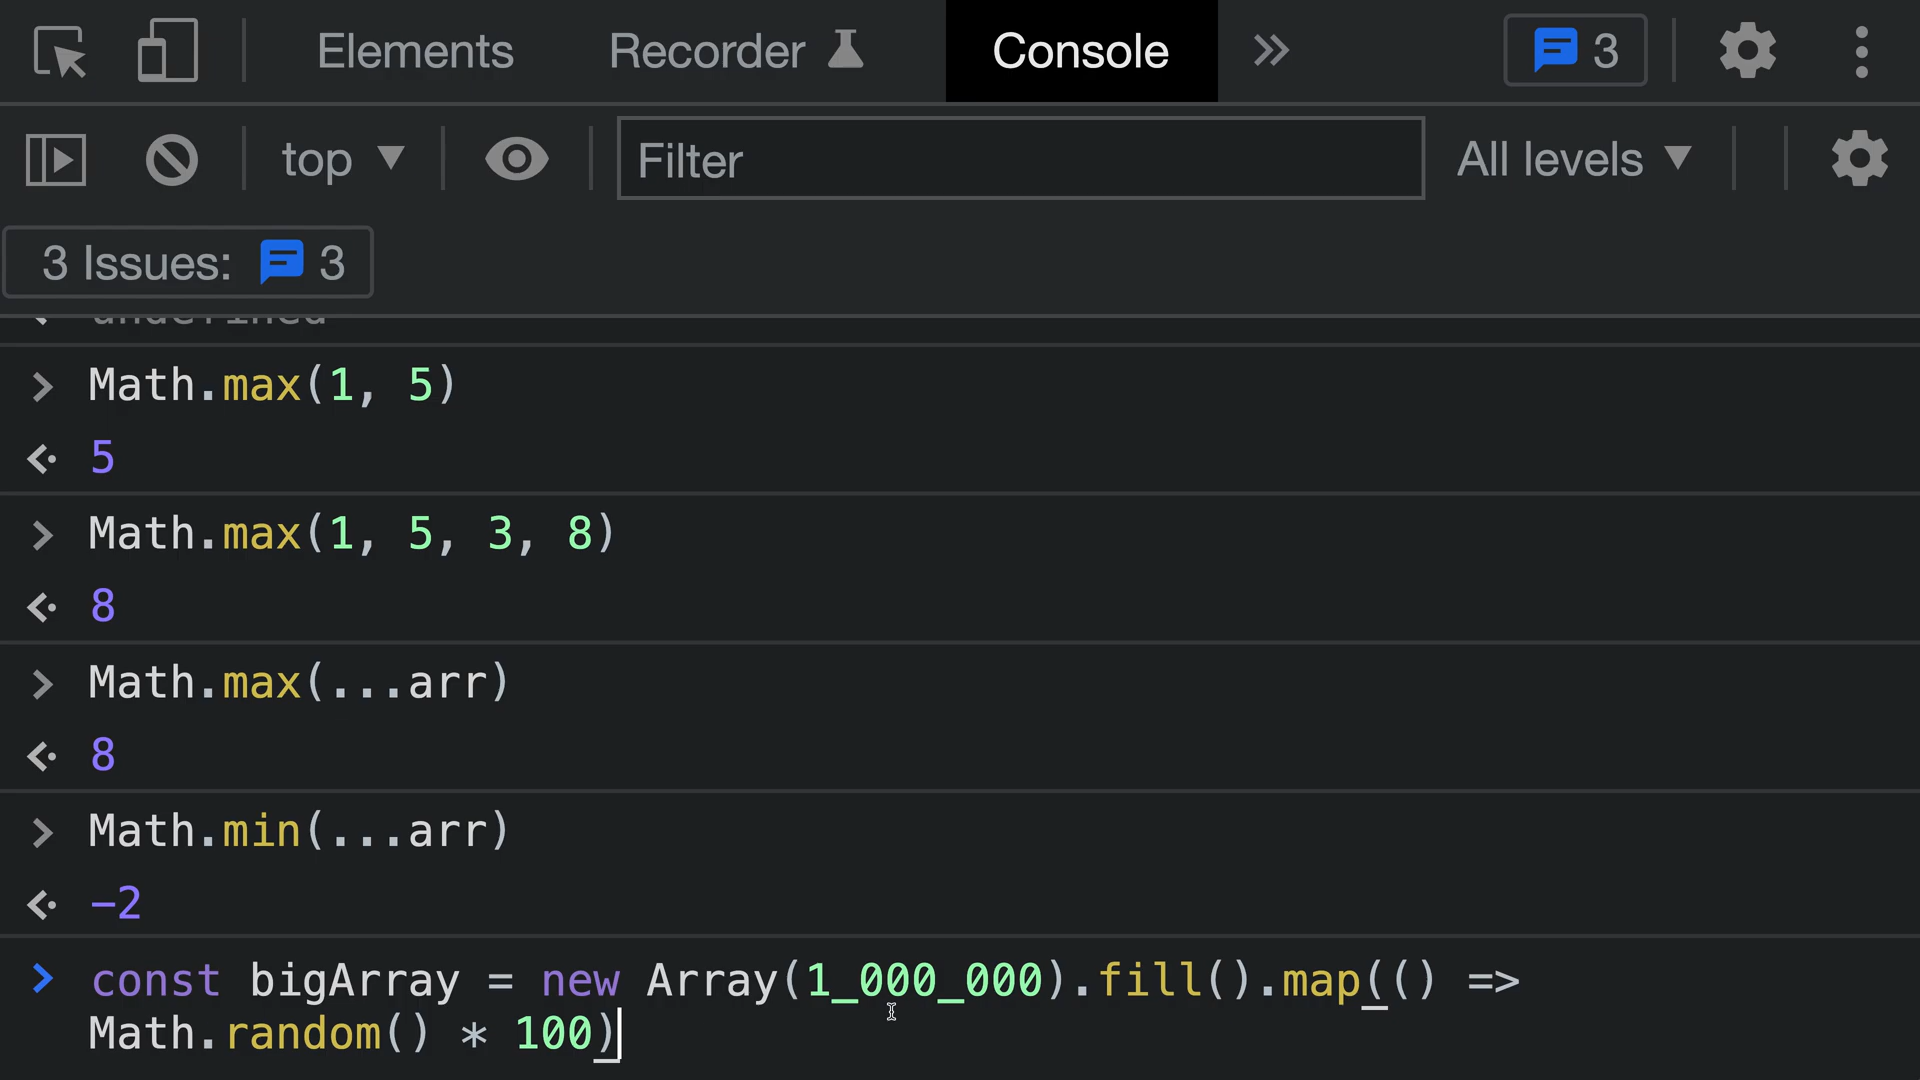 Elements Recorder Console 3
top Filter All levels
3 Issues: 3
undefined
> Math.max(1, 5)
5
> Math.max(1, 5, 3, 8)
8
> Math.max(...arr)
8
> Math.min(...arr)
-2
> const bigArray = new Array(1_000_000).fill().map(() =>
Math.random() * 100)